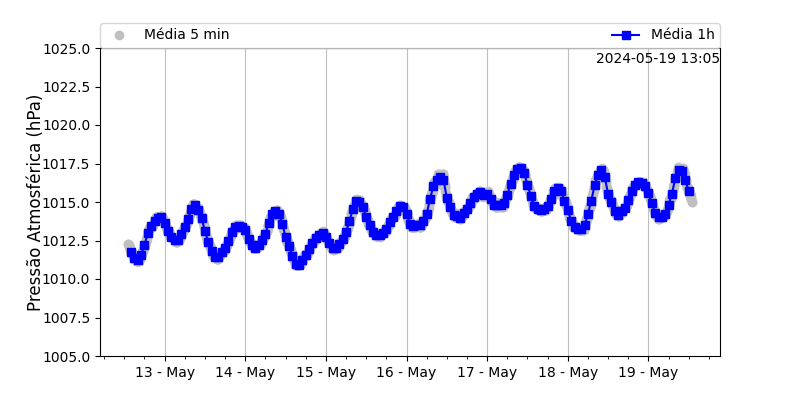 Média 5 min
Média 1h
2024-05-19 13:05
Pressão Atmosférica (hPa)
1025.0
1022.5
1020.0
1017.5
1015.0
1012.5
1010.0
1007.5
1005.0
13 - May
14 - May
15 - May
16 - May
17 - May
18 - May
19 - May